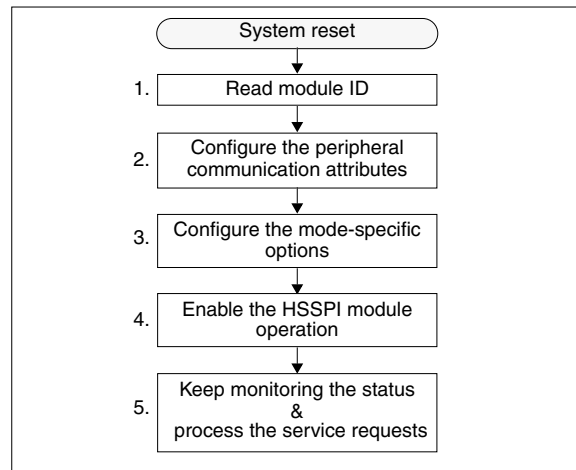 System reset
1. Read module ID
2. Configure the peripheral
communication attributes
3. Configure the mode-specific
options
4. Enable the HSSPI module
operation
5. Keep monitoring the status
&
process the service requests